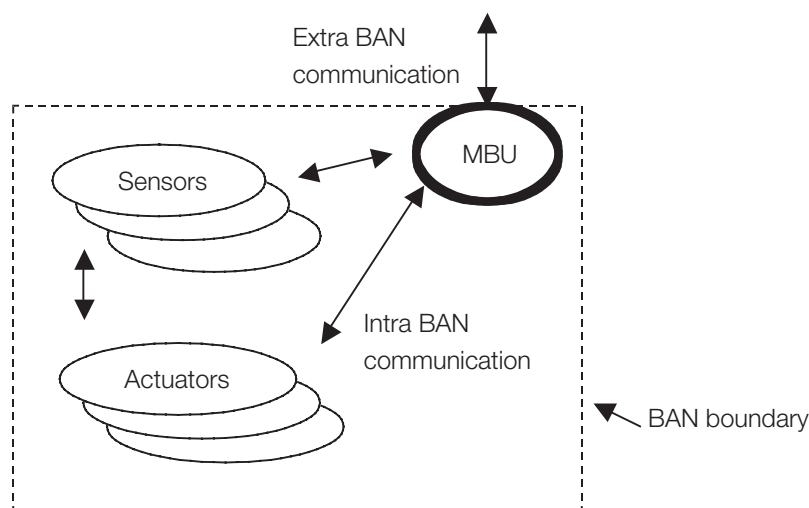 Extra BAN
communication
MBU
Sensors
Intra BAN
communication
Actuators
BAN boundary